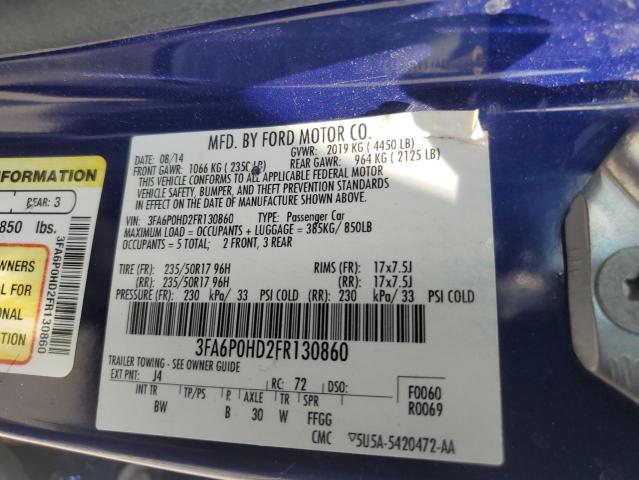 MFD. BY FORD MOTOR CO.
DATE: 08/14 GVWR: 2019 KG ( 4450 LB)
FRONT GAWR: 1066 KG ( 2350 LB) REAR GAWR: 964 KG ( 2125 LB)
THIS VEHICLE CONFORMS TO ALL APPLICABLE FEDERAL MOTOR
VEHICLE SAFETY, BUMPER, AND THEFT PREVENTION STANDARDS
IN EFFECT ON THE DATE OF MANUFACTURE SHOWN ABOVE.
VIN: 3FA6P0HD2FR130860 TYPE: Passenger Car
MAXIMUM LOAD = OCCUPANTS + LUGGAGE = 385KG/ 850LB
OCCUPANTS = 5 TOTAL; 2 FRONT, 3 REAR
TIRE (FR): 235/50R17 96H RIMS (FR): 17x7.5J
(RR): 235/50R17 96H (RR): 17x7.5J
PRESSURE (FR): 230 kPa/ 33 PSI COLD (RR): 230 kPa/ 33 PSI COLD
3FA6P0HD2FR130860
TRAILER TOWING - SEE OWNER GUIDE
EXT PNT: J4 RC: 72 DSO: F0060
INT TR TP/PS R AXLE TR SPR R0069
BW B 30 W FFGG
CMC ▽5U5A-5420472-AA
NFORMATION
REAR: 3
850 lbs.
WNERS
L FOR
ONAL
ION
3FA6P0HD2FR130860